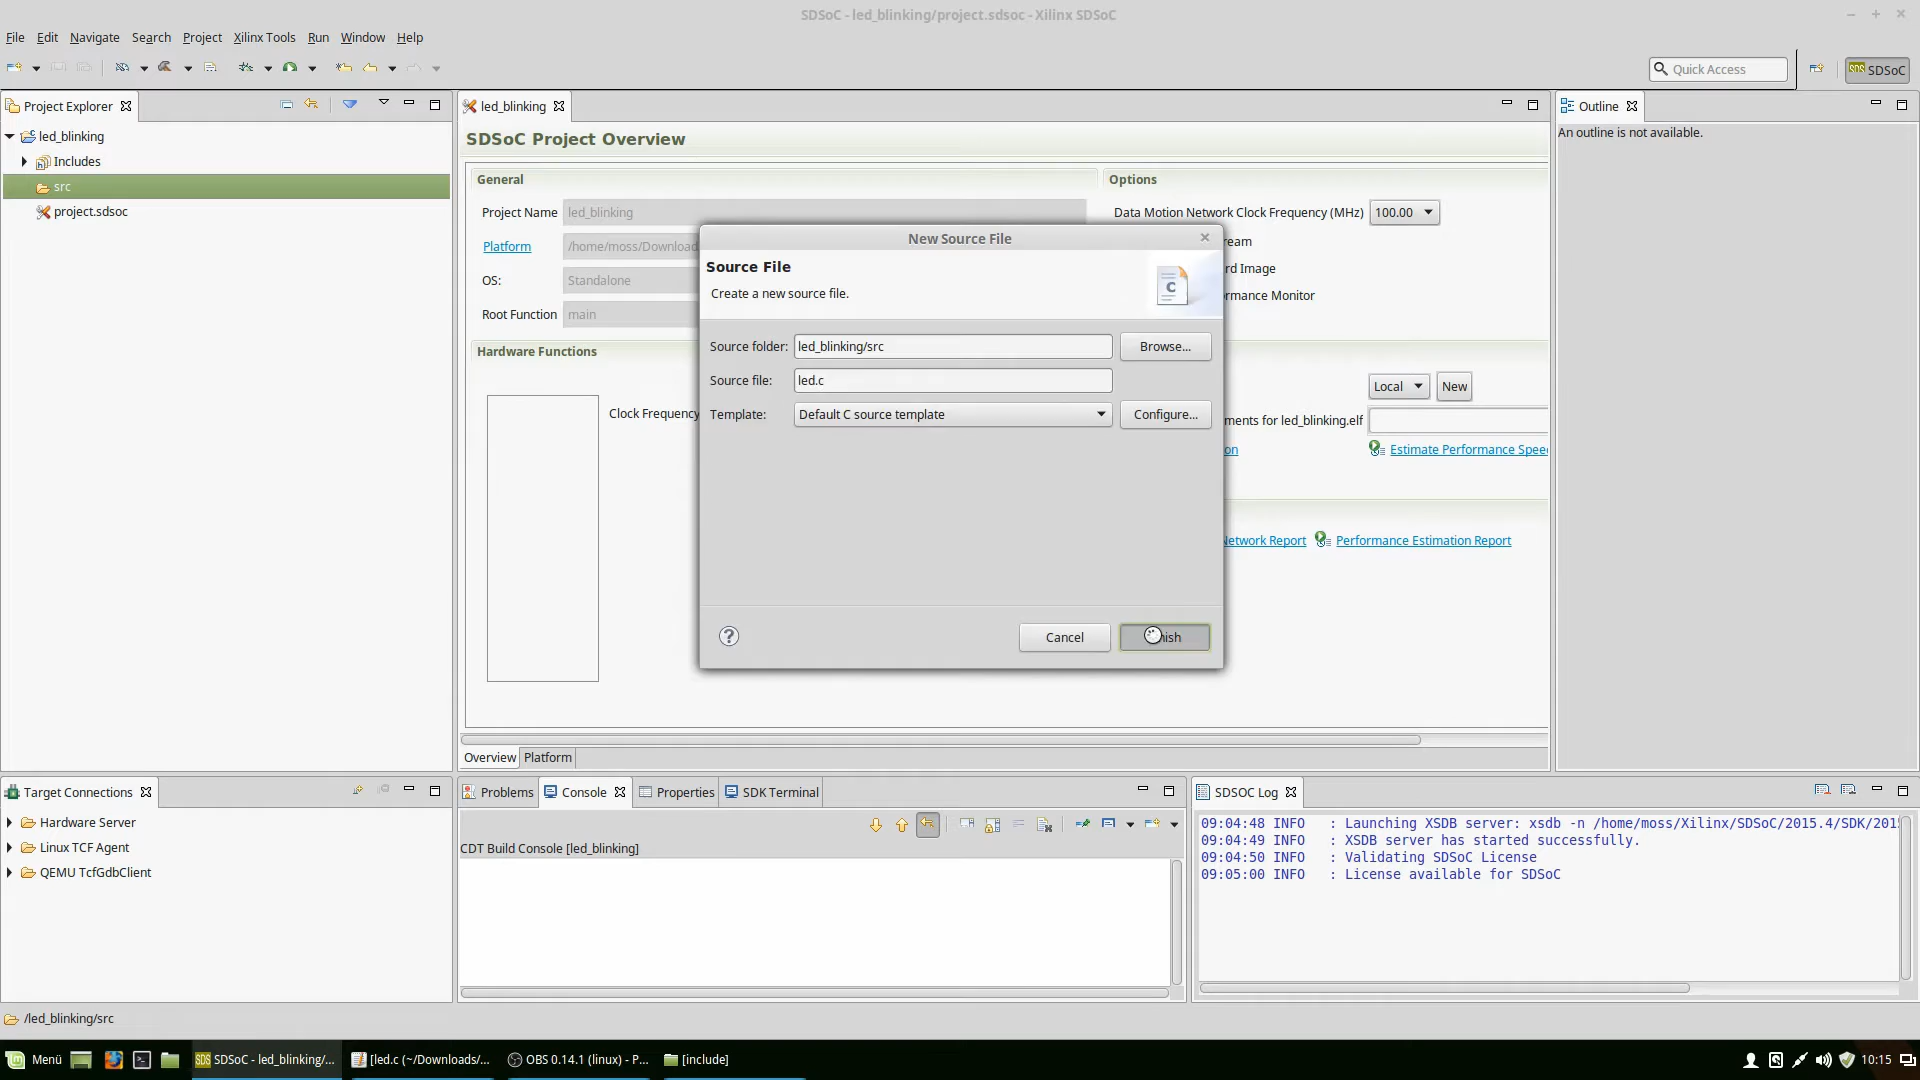 SDSoC - led_blinking/project.sdsoc - Xilinx SDSoC
File Edit Navigate Search Project Xilinx Tools Run Window Help
Quick Access
SDSoC
Project Explorer
led_blinking
Includes
src
project.sdsoc
led_blinking
SDSoC Project Overview
General
Project Name led_blinking
Platform /home/moss/Download
OS: Standalone
Root Function main
Hardware Functions
Clock Frequency
Options
Data Motion Network Clock Frequency (MHz) 100.00
ream
rd Image
rmance Monitor
Local New
ments for led_blinking.elf
on
Estimate Performance Speed
Network Report Performance Estimation Report
Overview Platform
Outline
An outline is not available.
New Source File
Source File
Create a new source file.
Source folder: led_blinking/src Browse...
Source file: led.c
Template: Default C source template Configure...
Cancel
Target Connections
Hardware Server
Linux TCF Agent
QEMU TcfGdbClient
Problems Console Properties SDK Terminal
CDT Build Console [led_blinking]
SDSOC Log
09:04:48 INFO : Launching XSDB server: xsdb -n /home/moss/Xilinx/SDSoC/2015.4/SDK/201
09:04:49 INFO : XSDB server has started successfully.
09:04:50 INFO : Validating SDSoC License
09:05:00 INFO : License available for SDSoC
/led_blinking/src
Menü
SDSoC - led_blinking/...
[led.c (~/Downloads/...
OBS 0.14.1 (linux) - P...
[include]
10:15